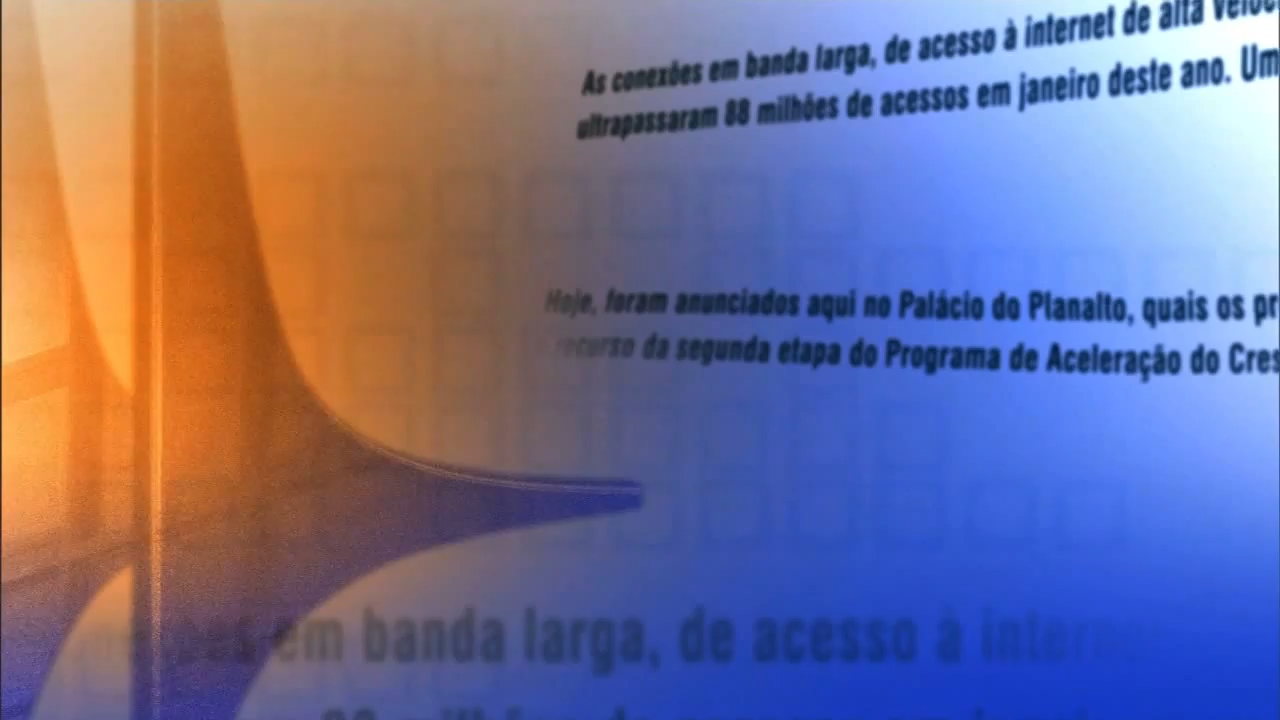 As conexões em banda larga, de acesso à internet de alta
ultrapassaram 88 milhões de acessos em janeiro deste ano. Um
Hoje, foram anunciados aqui no Palácio do Planalto, quais os
recurso da segunda etapa do Programa de Aceleração do
em banda larga, de acesso à